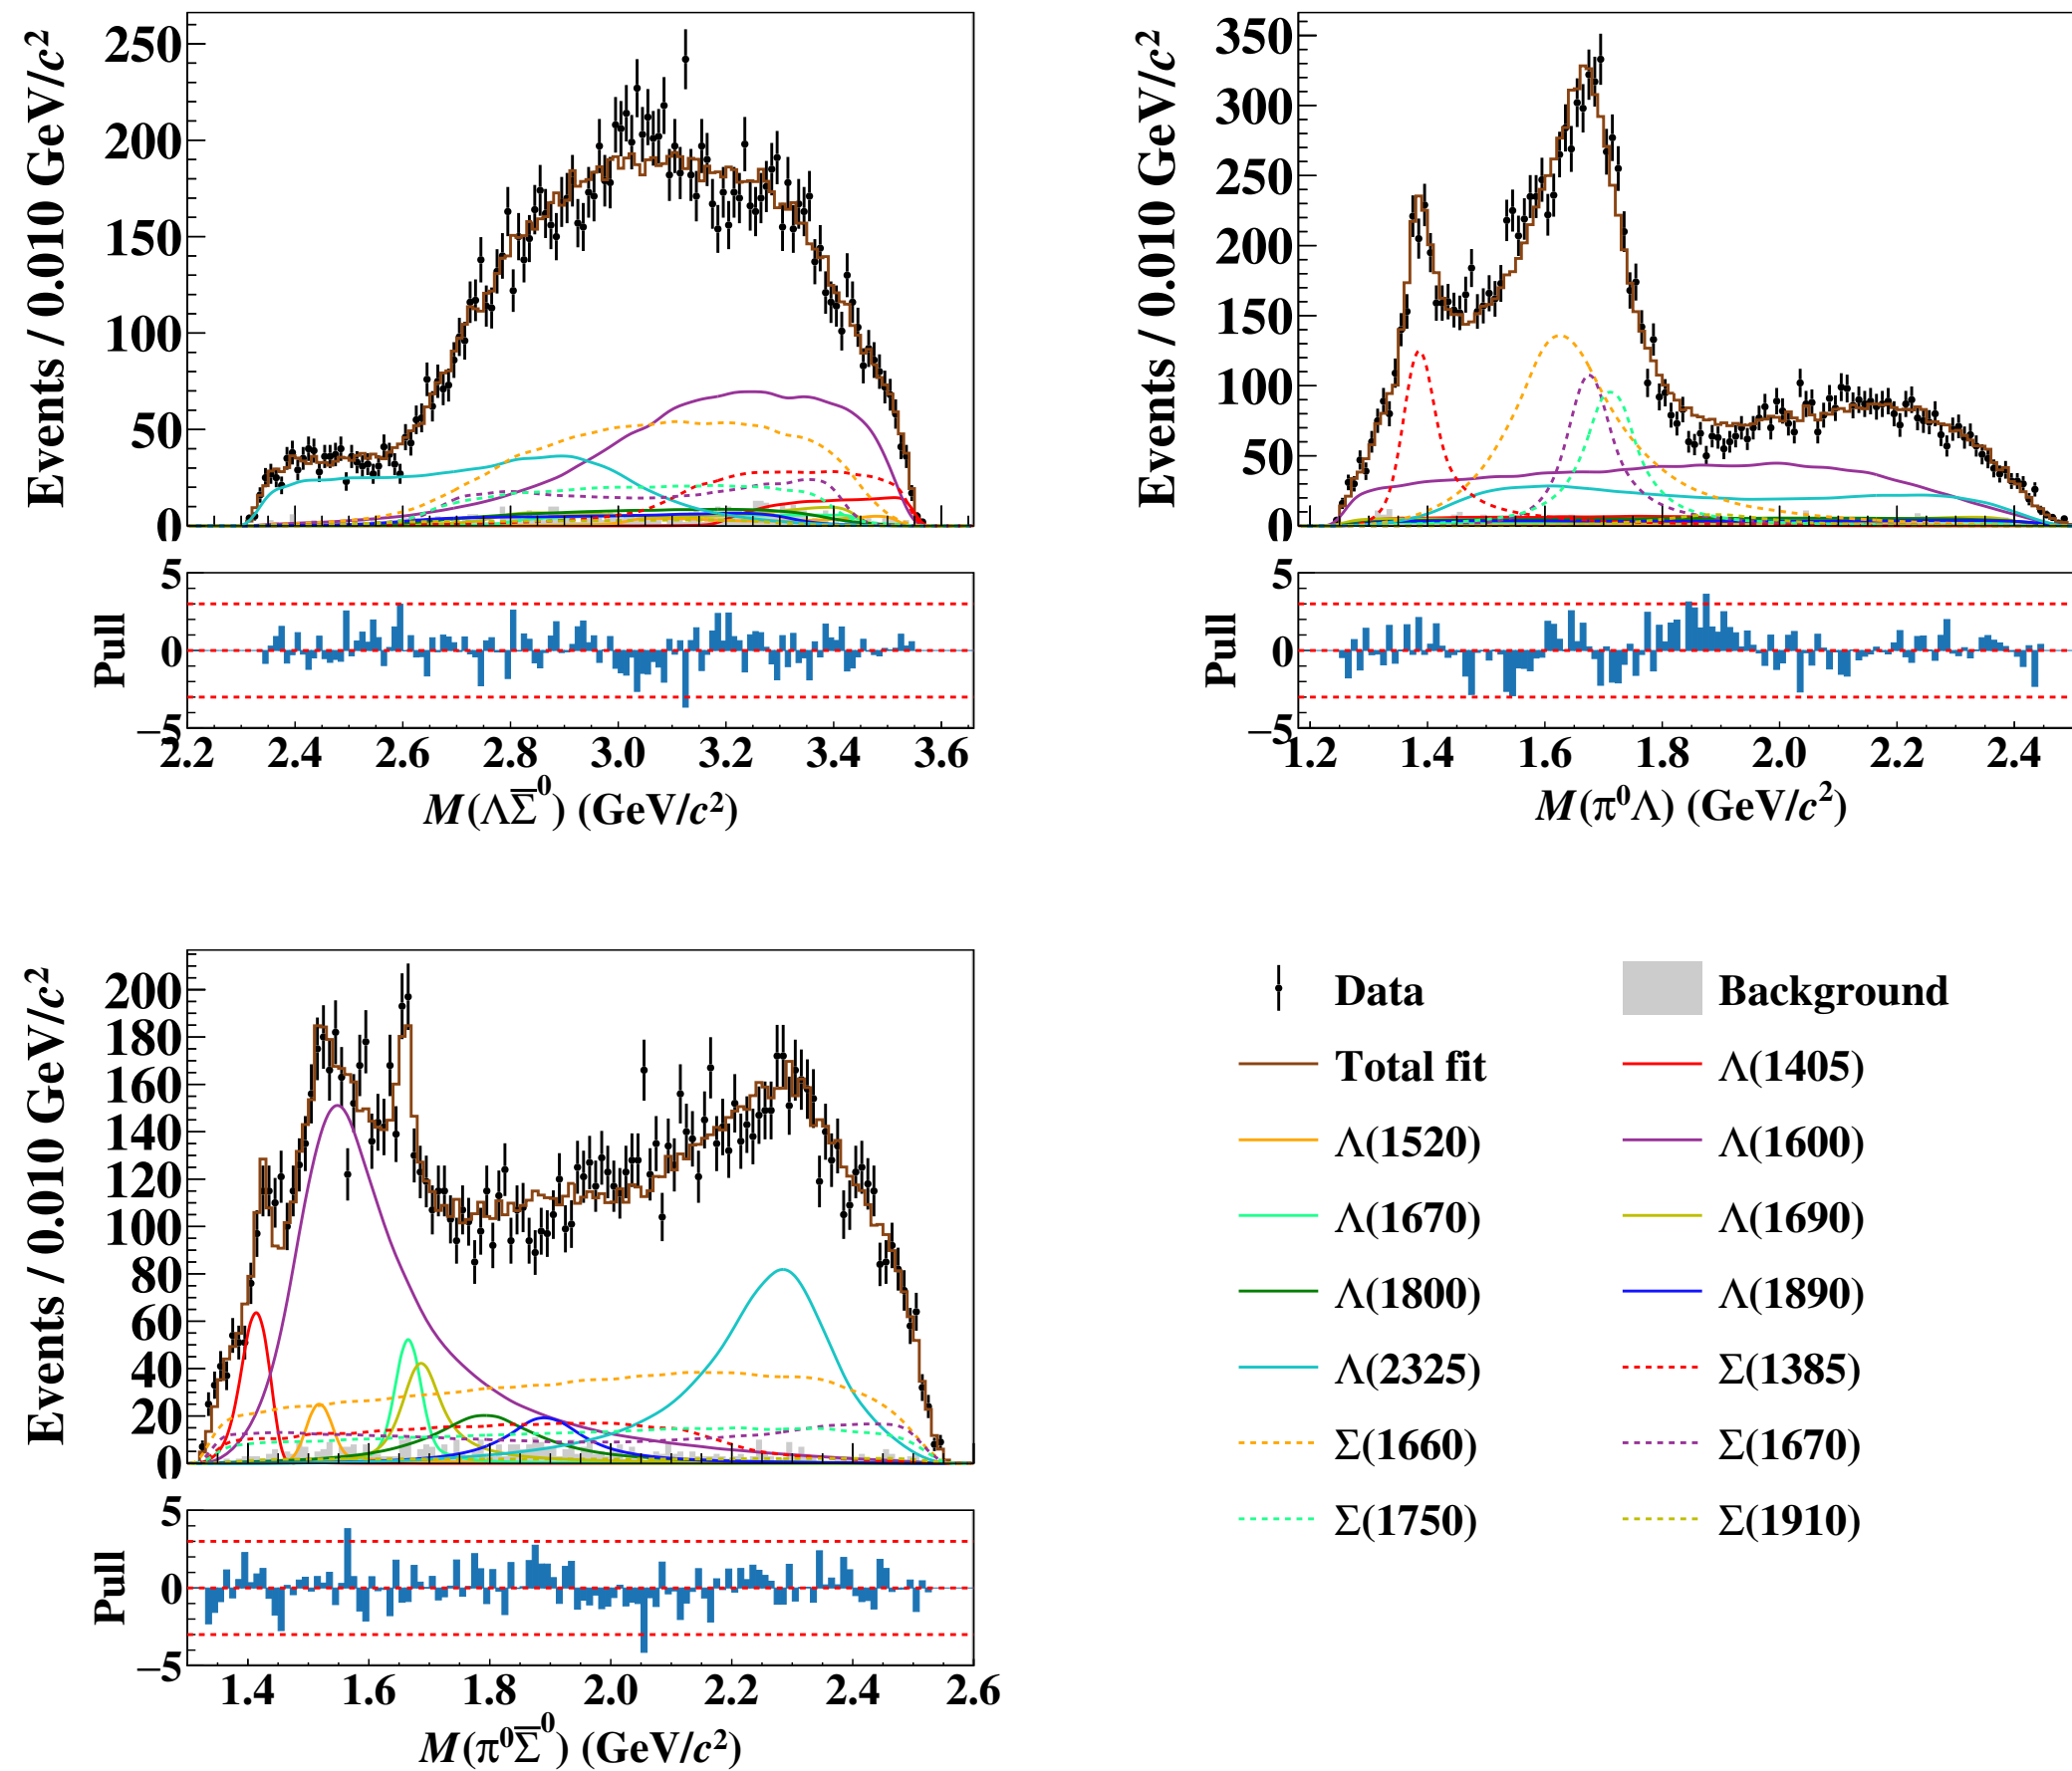 Events / 0.010 GeV/c²
250
200
150
100
50
0
Pull
5
0
−5
2.2 2.4 2.6 2.8 3.0 3.2 3.4 3.6
M(ΛΣ̅⁰) (GeV/c²)
Events / 0.010 GeV/c²
350
300
250
200
150
100
50
0
Pull
5
0
−5
1.2 1.4 1.6 1.8 2.0 2.2 2.4
M(π⁰Λ) (GeV/c²)
Events / 0.010 GeV/c²
200
180
160
140
120
100
80
60
40
20
0
Pull
5
0
−5
1.4 1.6 1.8 2.0 2.2 2.4 2.6
M(π⁰Σ̅⁰) (GeV/c²)
Data Background
Total fit Λ(1405)
Λ(1520) Λ(1600)
Λ(1670) Λ(1690)
Λ(1800) Λ(1890)
Λ(2325) Σ(1385)
Σ(1660) Σ(1670)
Σ(1750) Σ(1910)